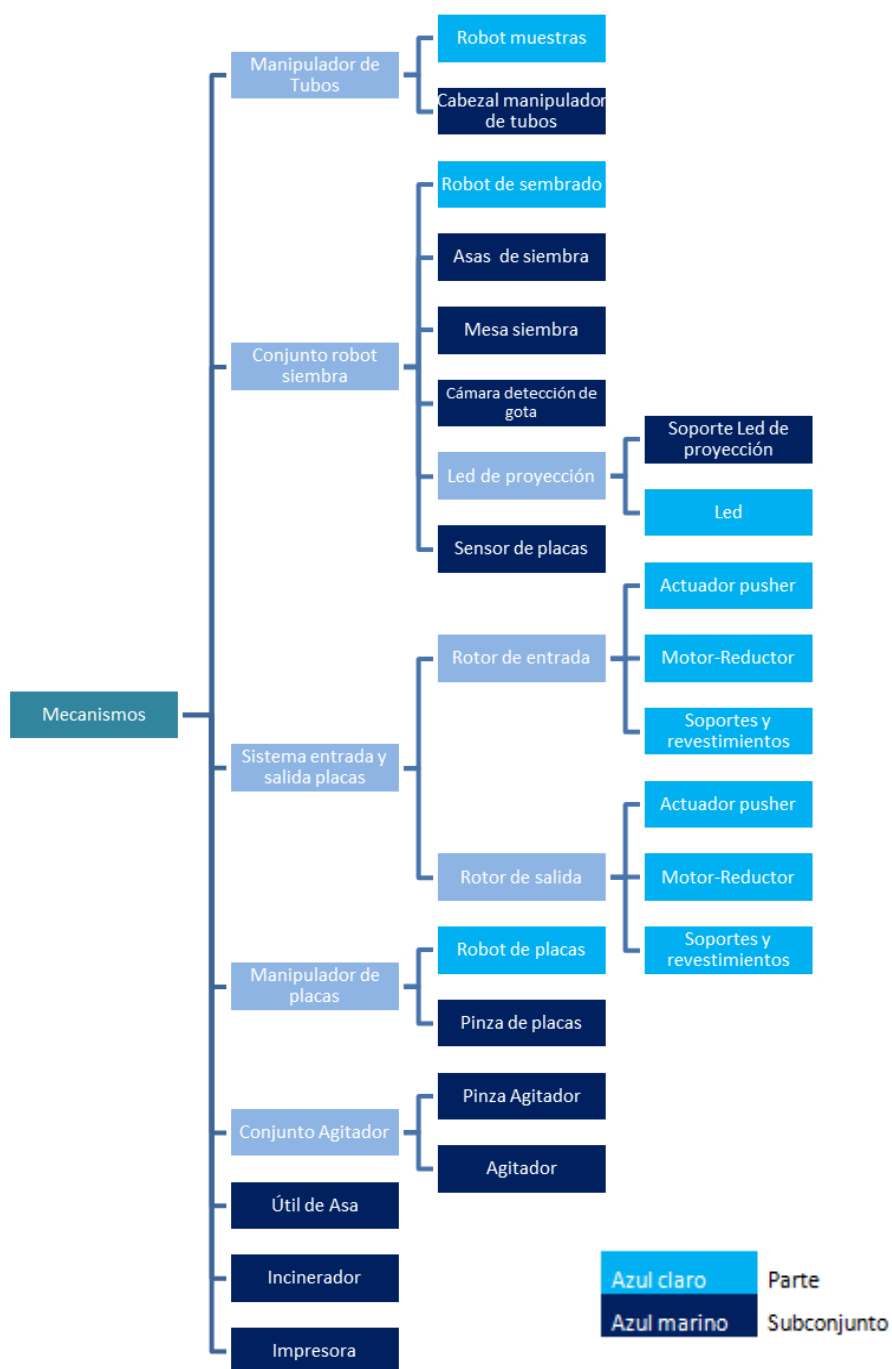 Robot muestras
Manipulador de
Tubos
Cabezal manipulador
de tubos
Robot de sembrado
Asas de siembra
Mesa siembra
Conjunto robot
siembra
Cámara detección de
gota
Soporte Led de
proyección
Led de proyección
Led
Sensor de placas
Actuador pusher
Rotor de entrada
Motor-Reductor
Mecanismos
Soportes y
revestimientos
Sistema entrada y
salida placas
Actuador pusher
Rotor de salida
Motor-Reductor
Robot de placas
Soportes y
revestimientos
Manipulador de
placas
Pinza de placas
Pinza Agitador
Conjunto Agitador
Agitador
Útil de Asa
Incinerador
Impresora
Azul claro Parte
Azul marino Subconjunto